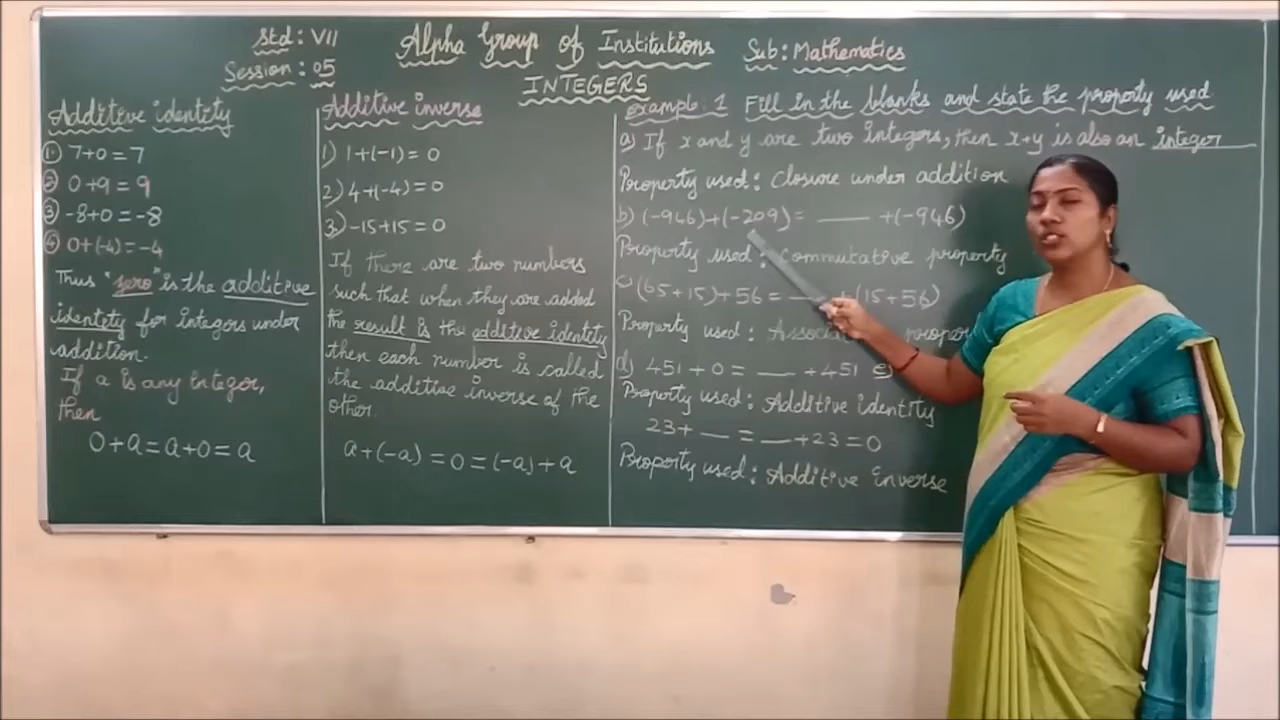 Std: VII
Session: 05
Alpha Group of Institutions
Sub: Mathematics
INTEGERS
Additive identity
① 7+0=7
② 0+9=9
③ -8+0=-8
④ 0+(-4)=-4
Thus "zero" is the additive
identety for integers under
addition.
If a is any integer,
then
0+a=a+0=a
Additive inverse
1) 1+(-1)=0
2) 4+(-4)=0
3) -15+15=0
If there are two numbers
such that when they are added
the result is the additive identity
then each number is called
the additive inverse of the
other.
a+(-a)=0=(-a)+a
example: 1 Fill in the blanks and state the property used
a) If x and y are two integers, then x+y is also an integer
Property used: Closure under addition
b) (-946)+(-209)= ____ +(-946)
Property used: Commutative property
c) (65+15)+56 = ____ +(15+56)
Property used:
d) 451+0 = ___ +451
Property used: Additive identity
23+ __ = __ +23=0
Property used: Additive inverse